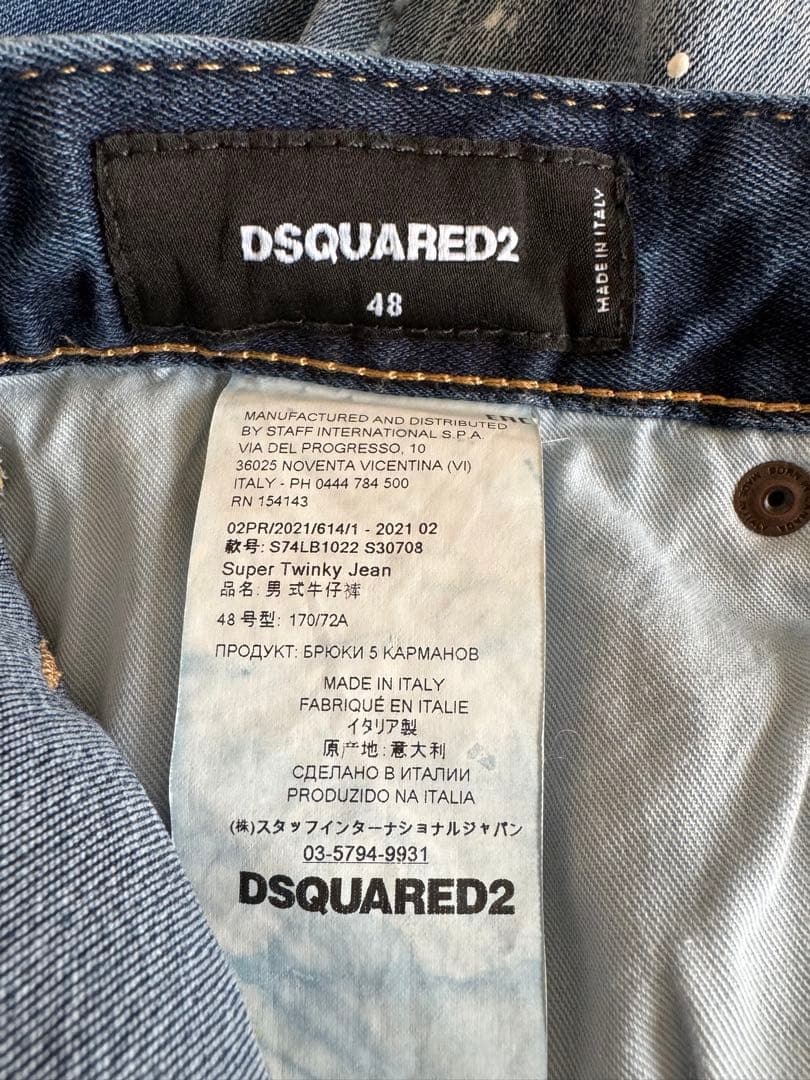 DSQUARED2
48
MADE IN ITALY
MANUFACTURED AND DISTRIBUTED
BY STAFF INTERNATIONAL S.P.A.
VIA DEL PROGRESSO, 10
36025 NOVENTA VICENTINA (VI)
ITALY - PH 0444 784 500
RN 154143
02PR/2021/614/1 - 2021 02
款号: S74LB1022 S30708
Super Twinky Jean
品名: 男式牛仔裤
48 号型: 170/72A
ПРОДУКТ: БРЮКИ 5 КАРМАНОВ
MADE IN ITALY
FABRIQUÉ EN ITALIE
イタリア製
原产地: 意大利
СДЕЛАНО В ИТАЛИИ
PRODUZIDO NA ITALIA
(株)スタッフインターナショナルジャパン
03-5794-9931
DSQUARED2